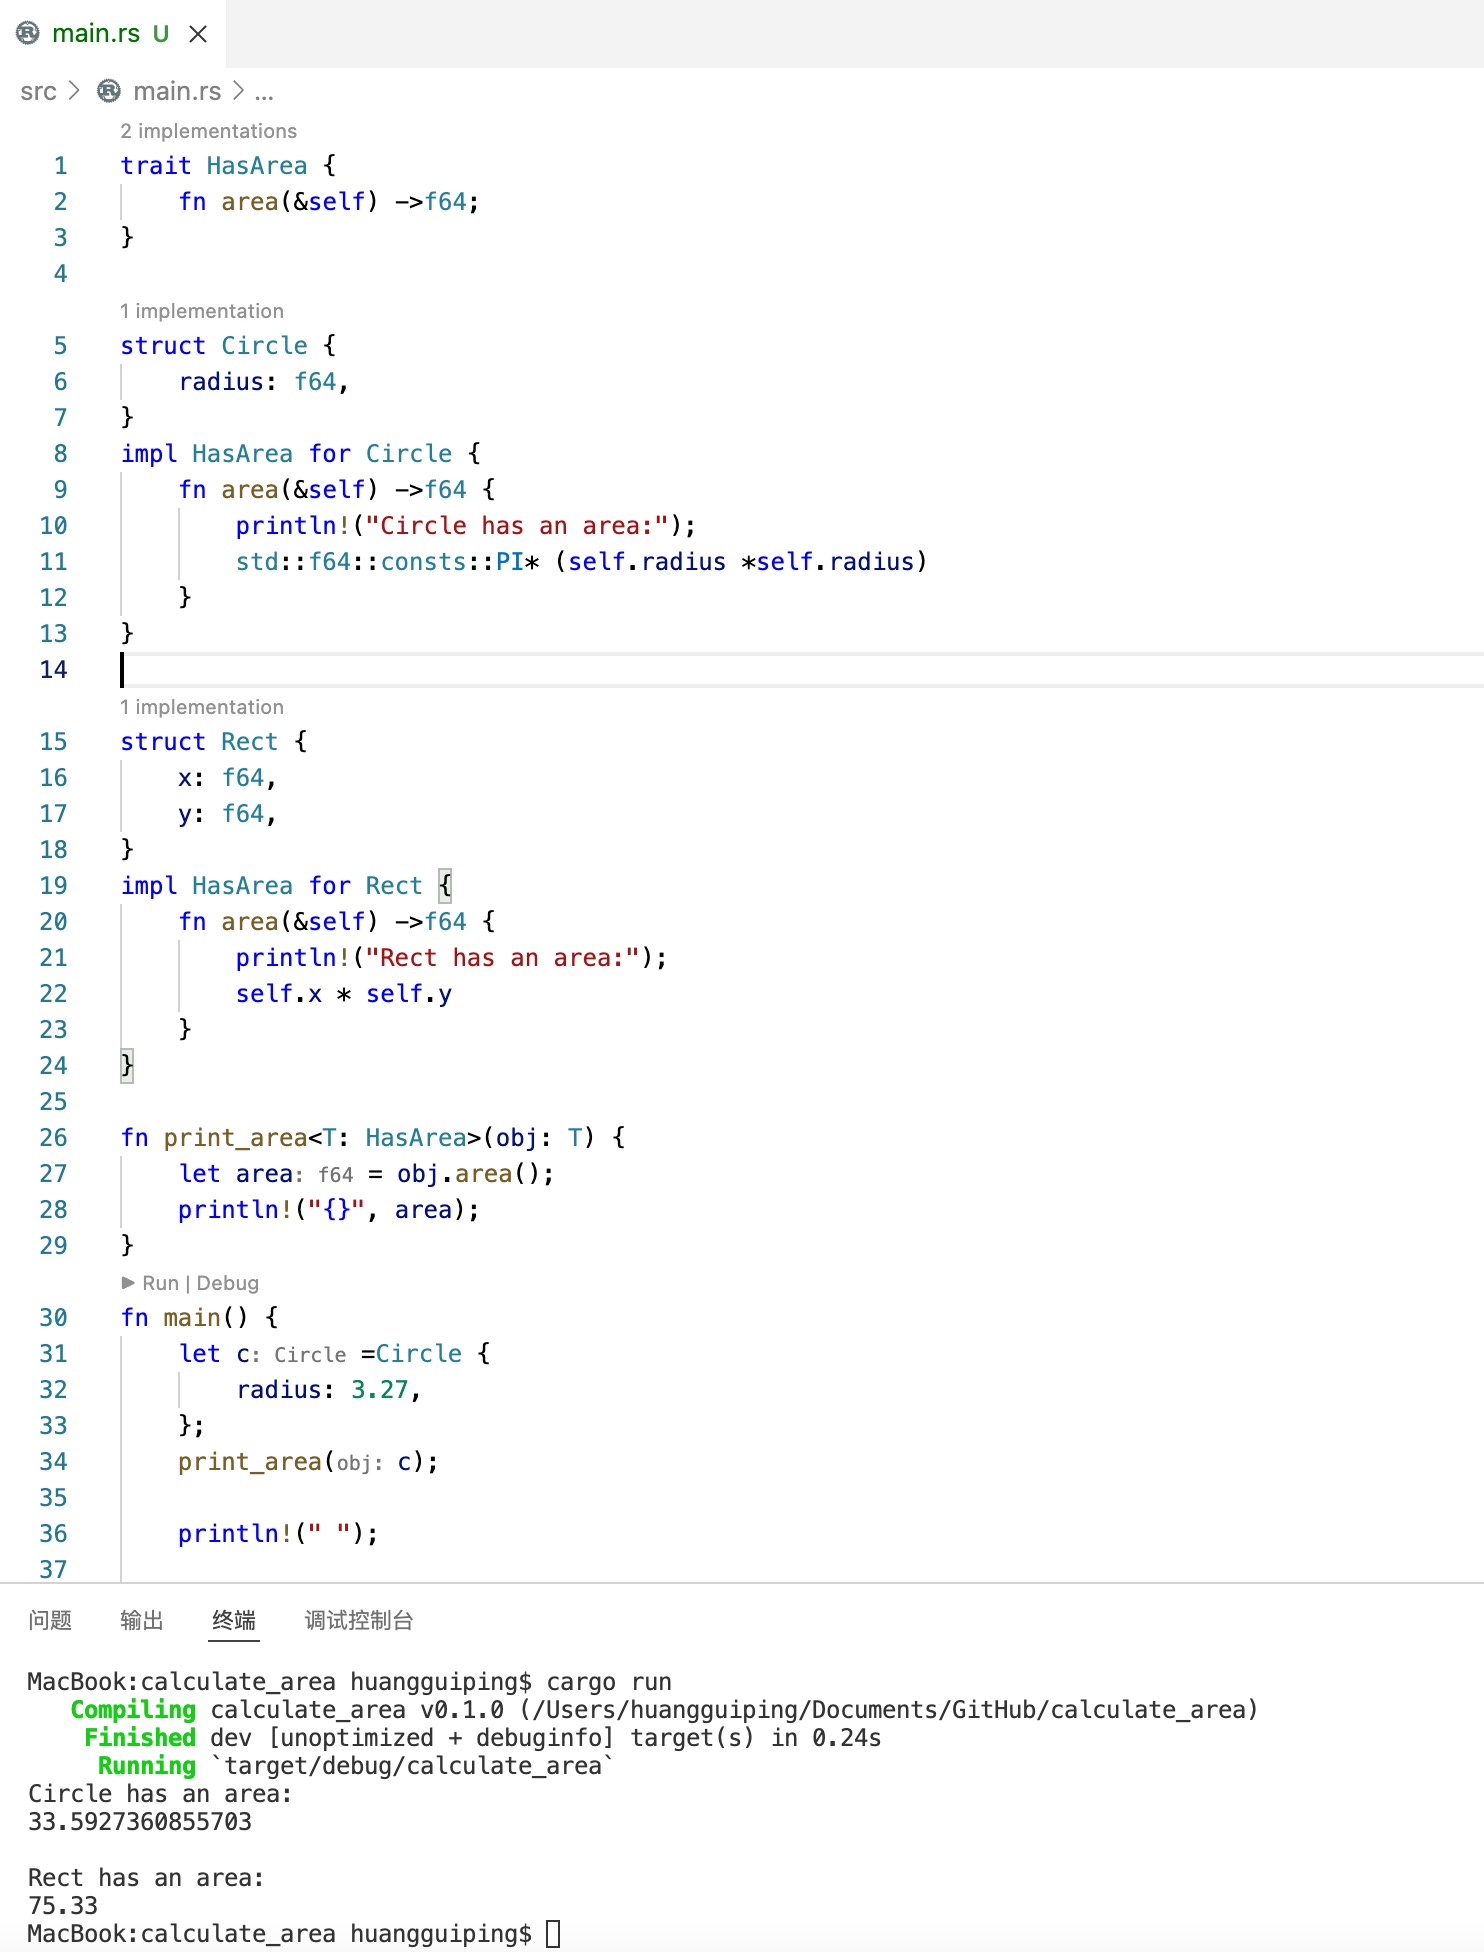 main.rs U
src > main.rs > ...
2 implementations
1 trait HasArea {
2     fn area(&self) ->f64;
3 }
4
1 implementation
5 struct Circle {
6     radius: f64,
7 }
8 impl HasArea for Circle {
9     fn area(&self) ->f64 {
10         println!("Circle has an area:");
11         std::f64::consts::PI* (self.radius *self.radius)
12     }
13 }
14
1 implementation
15 struct Rect {
16     x: f64,
17     y: f64,
18 }
19 impl HasArea for Rect {
20     fn area(&self) ->f64 {
21         println!("Rect has an area:");
22         self.x * self.y
23     }
24 }
25
26 fn print_area<T: HasArea>(obj: T) {
27     let area: f64 = obj.area();
28     println!("{}", area);
29 }
▶ Run | Debug
30 fn main() {
31     let c: Circle =Circle {
32         radius: 3.27,
33     };
34     print_area(obj: c);
35
36     println!(" ");
37
问题 输出 终端 调试控制台
MacBook:calculate_area huangguiping$ cargo run
   Compiling calculate_area v0.1.0 (/Users/huangguiping/Documents/GitHub/calculate_area)
    Finished dev [unoptimized + debuginfo] target(s) in 0.24s
     Running `target/debug/calculate_area`
Circle has an area:
33.5927360855703
Rect has an area:
75.33
MacBook:calculate_area huangguiping$